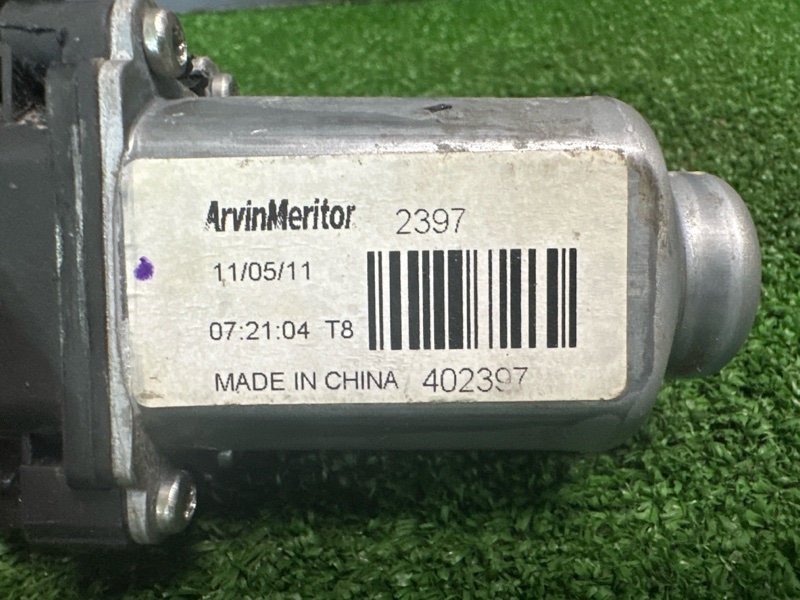 ArvinMeritor 2397
11/05/11
07:21:04 T8
MADE IN CHINA 402397